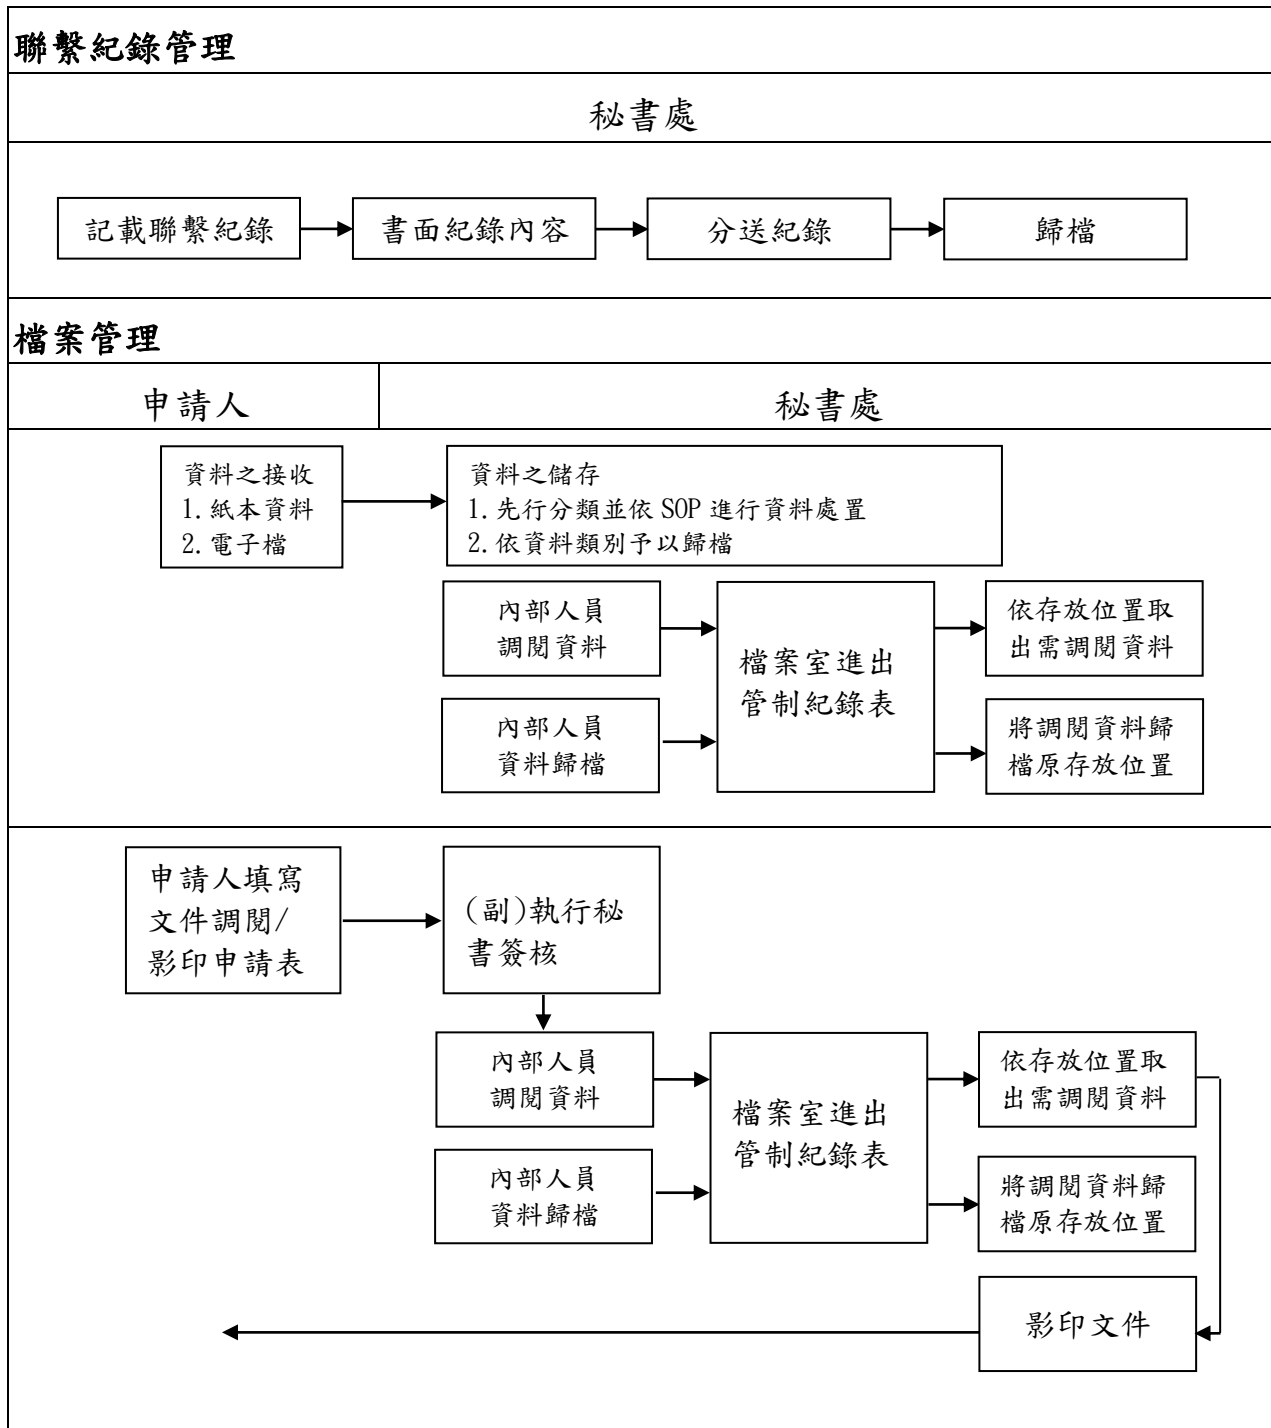 聯繫紀錄管理
秘書處
記載聯繫紀錄
書面紀錄內容
分送紀錄
歸檔
檔案管理
申請人
秘書處
資料之接收
1.紙本資料
2.電子檔
資料之儲存
1.先行分類並依 SOP 進行資料處置
2.依資料類別予以歸檔
內部人員
調閱資料
內部人員
資料歸檔
檔案室進出
管制紀錄表
依存放位置取
出需調閱資料
將調閱資料歸
檔原存放位置
申請人填寫
文件調閱/
影印申請表
(副)執行秘
書簽核
內部人員
調閱資料
內部人員
資料歸檔
檔案室進出
管制紀錄表
依存放位置取
出需調閱資料
將調閱資料歸
檔原存放位置
影印文件